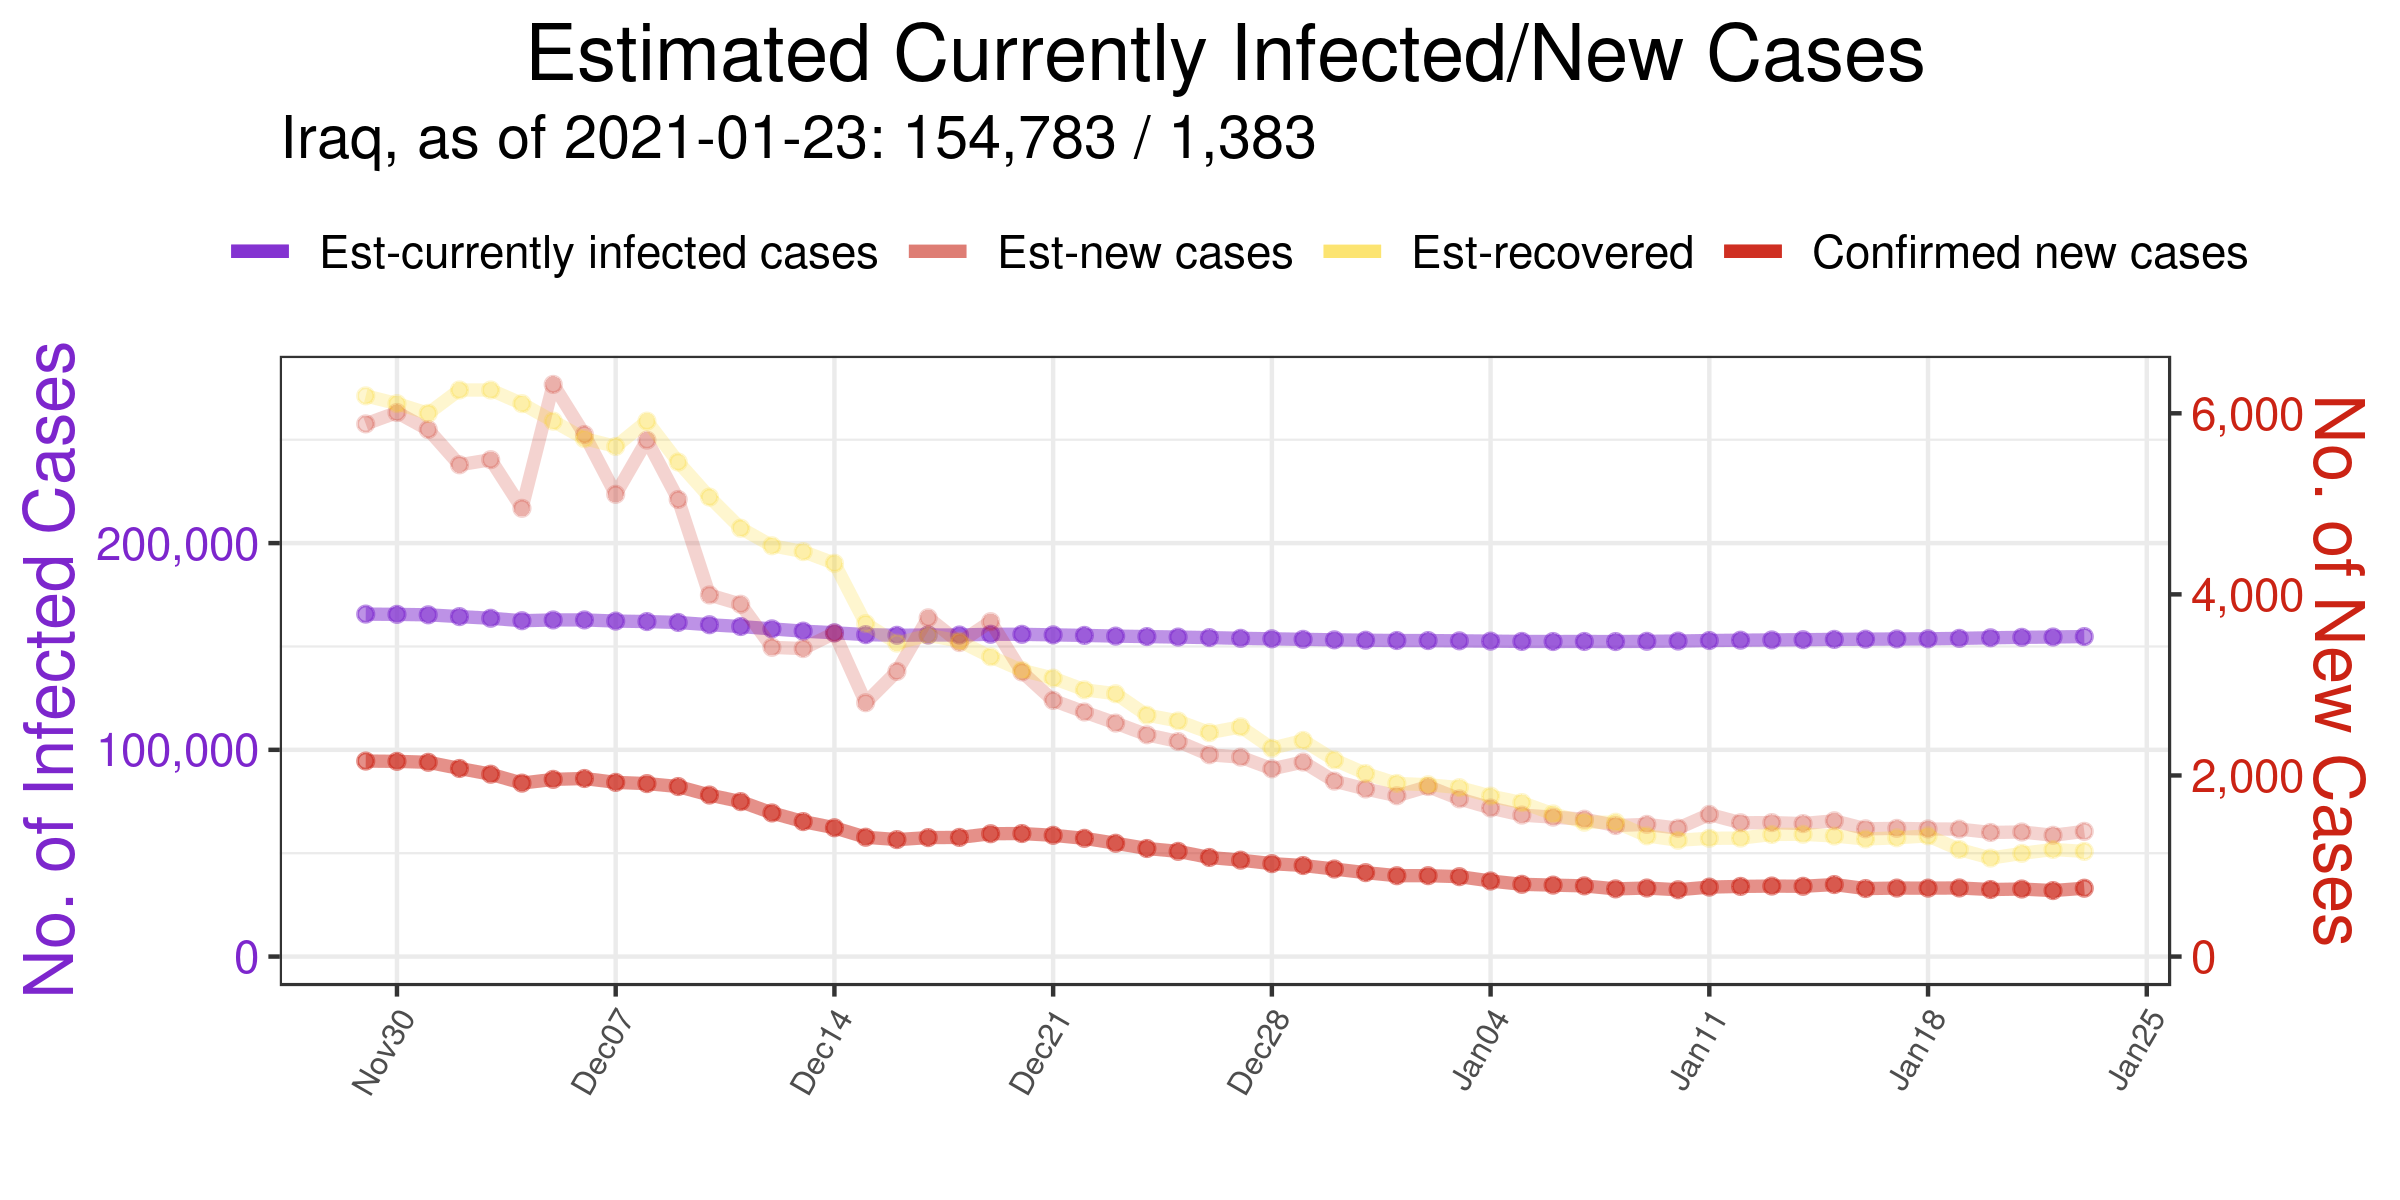 Estimated Currently Infected/New Cases
Iraq, as of 2021-01-23: 154,783 / 1,383
Est-currently infected cases Est-new cases Est-recovered Confirmed new cases
No. of Infected Cases
200,000
100,000
0
6,000
4,000
2,000
0
No. of New Cases
Nov30 Dec07 Dec14 Dec21 Dec28 Jan04 Jan11 Jan18 Jan25